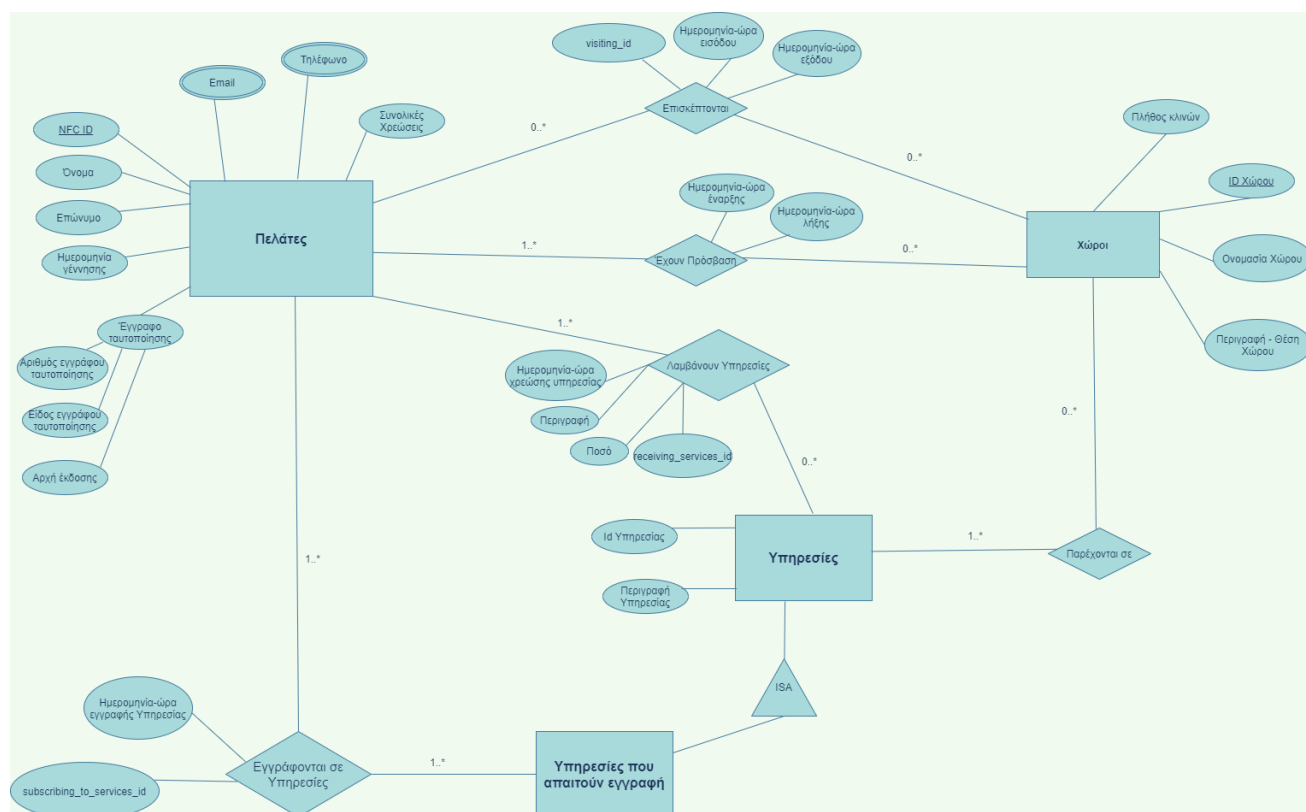 visiting_id
Ημερομηνία-ώρα
εισόδου
Ημερομηνία-ώρα
εξόδου
Τηλέφωνο
Email
Συνολικές
Χρεώσεις
Επισκέπτονται
Πλήθος κλινών
NFC ID
0..*
0..*
Όνομα
Ημερομηνία-ώρα
έναρξης
ID Χώρου
Επώνυμο
Ημερομηνία-ώρα
λήξης
Πελάτες
Χώροι
1..*
0..*
Ημερομηνία
γέννησης
Έχουν Πρόσβαση
Ονομασία Χώρου
Έγγραφο
ταυτοποίησης
1..*
Περιγραφή - Θέση
Χώρου
Αριθμός εγγράφου
ταυτοποίησης
Ημερομηνία-ώρα
χρεώσης υπηρεσίας
Λαμβάνουν Υπηρεσίες
Είδος εγγράφου
ταυτοποίησης
Περιγραφή
0..*
Ποσό
receiving_services_id
0..*
Αρχή έκδοσης
Id Υπηρεσίας
1..*
Υπηρεσίες
1..*
Παρέχονται σε
Περιγραφή
Υπηρεσίας
ISA
Ημερομηνία-ώρα
εγγραφής Υπηρεσίας
Εγγράφονται σε
Υπηρεσίες
1..*
Υπηρεσίες που
απαιτούν εγγραφή
subscribing_to_services_id